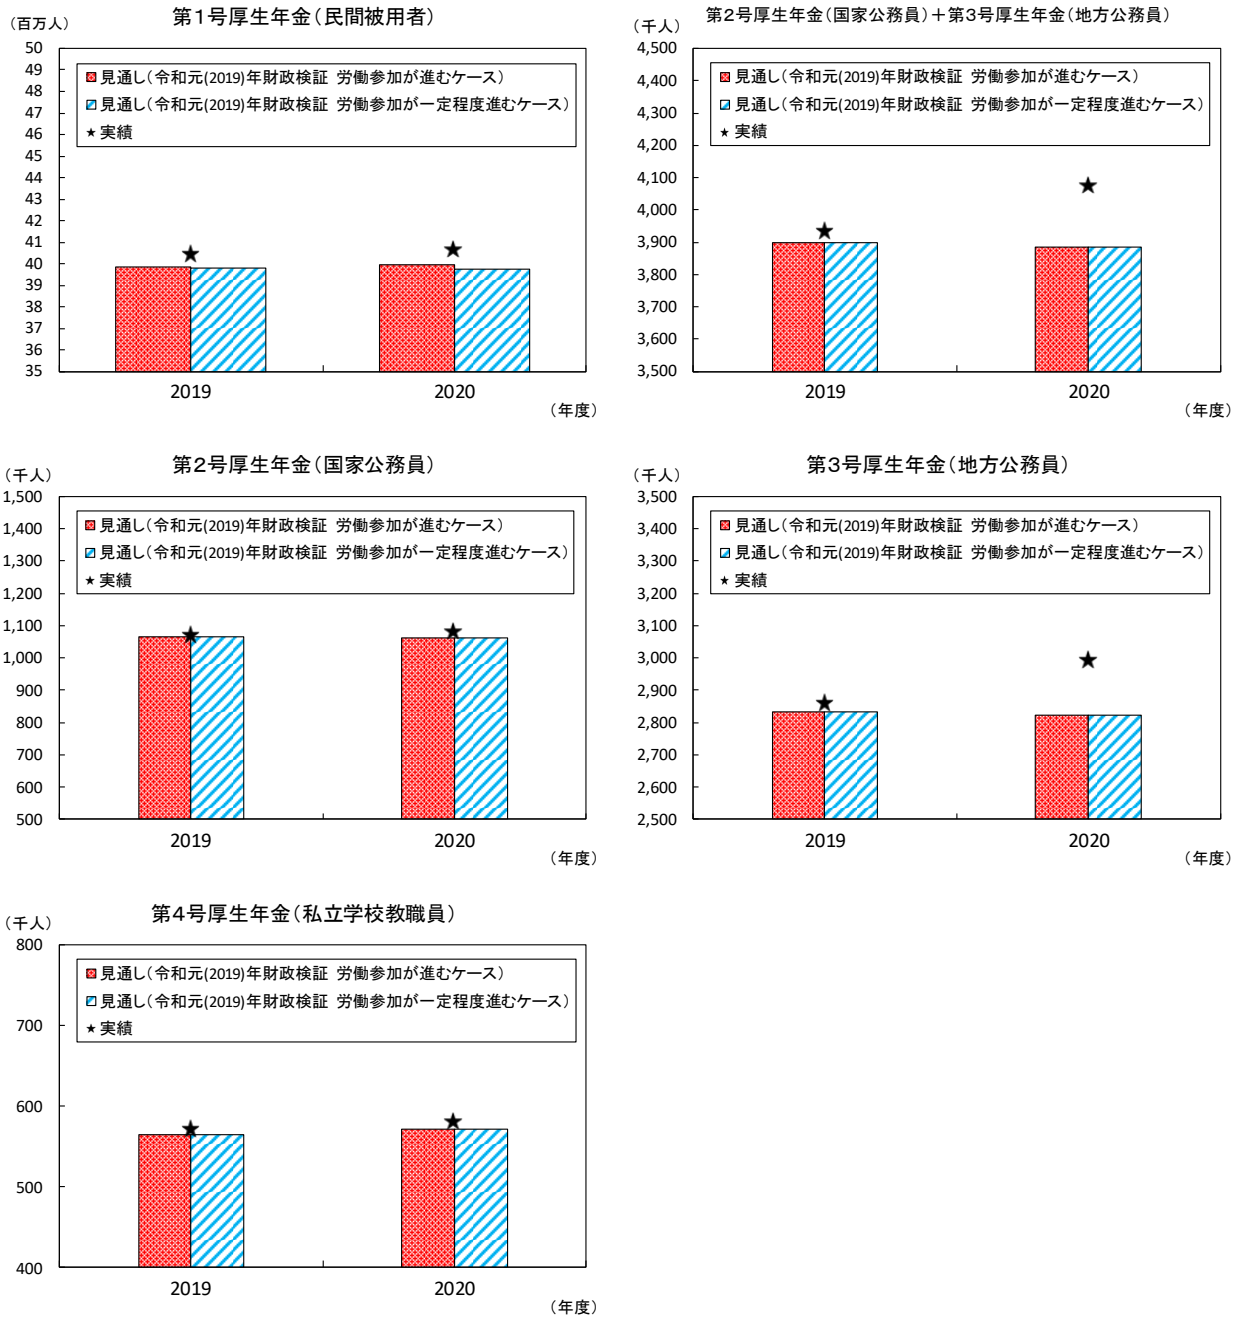 第1号厚生年金(民間被用者)
(百万人)
50
49
48
47
46
45
44
43
42
41
40
39
38
37
36
35
見通し(令和元(2019)年財政検証 労働参加が進むケース)
見通し(令和元(2019)年財政検証 労働参加が一定程度進むケース)
★実績
2019
2020
(年度)
第2号厚生年金(国家公務員)+第3号厚生年金(地方公務員)
(千人)
4,500
4,400
4,300
4,200
4,100
4,000
3,900
3,800
3,700
3,600
3,500
見通し(令和元(2019)年財政検証 労働参加が進むケース)
見通し(令和元(2019)年財政検証 労働参加が一定程度進むケース)
★実績
2019
2020
(年度)
第2号厚生年金(国家公務員)
(千人)
1,500
1,400
1,300
1,200
1,100
1,000
900
800
700
600
500
見通し(令和元(2019)年財政検証 労働参加が進むケース)
見通し(令和元(2019)年財政検証 労働参加が一定程度進むケース)
★実績
2019
2020
(年度)
第3号厚生年金(地方公務員)
(千人)
3,500
3,400
3,300
3,200
3,100
3,000
2,900
2,800
2,700
2,600
2,500
見通し(令和元(2019)年財政検証 労働参加が進むケース)
見通し(令和元(2019)年財政検証 労働参加が一定程度進むケース)
★実績
2019
2020
(年度)
第4号厚生年金(私立学校教職員)
(千人)
800
700
600
500
400
見通し(令和元(2019)年財政検証 労働参加が進むケース)
見通し(令和元(2019)年財政検証 労働参加が一定程度進むケース)
★実績
2019
2020
(年度)